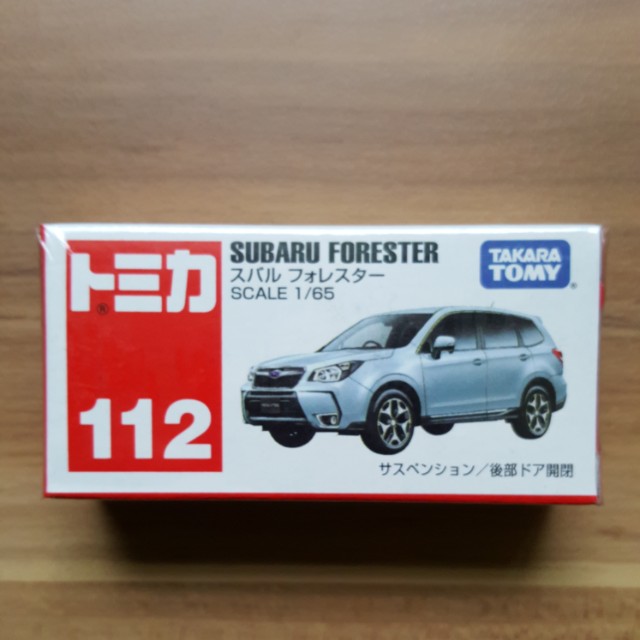 トミカ
®
112
SUBARU FORESTER
スバル フォレスター
SCALE 1/65
TAKARA
TOMY
®
サスペンション／後部ドア開閉